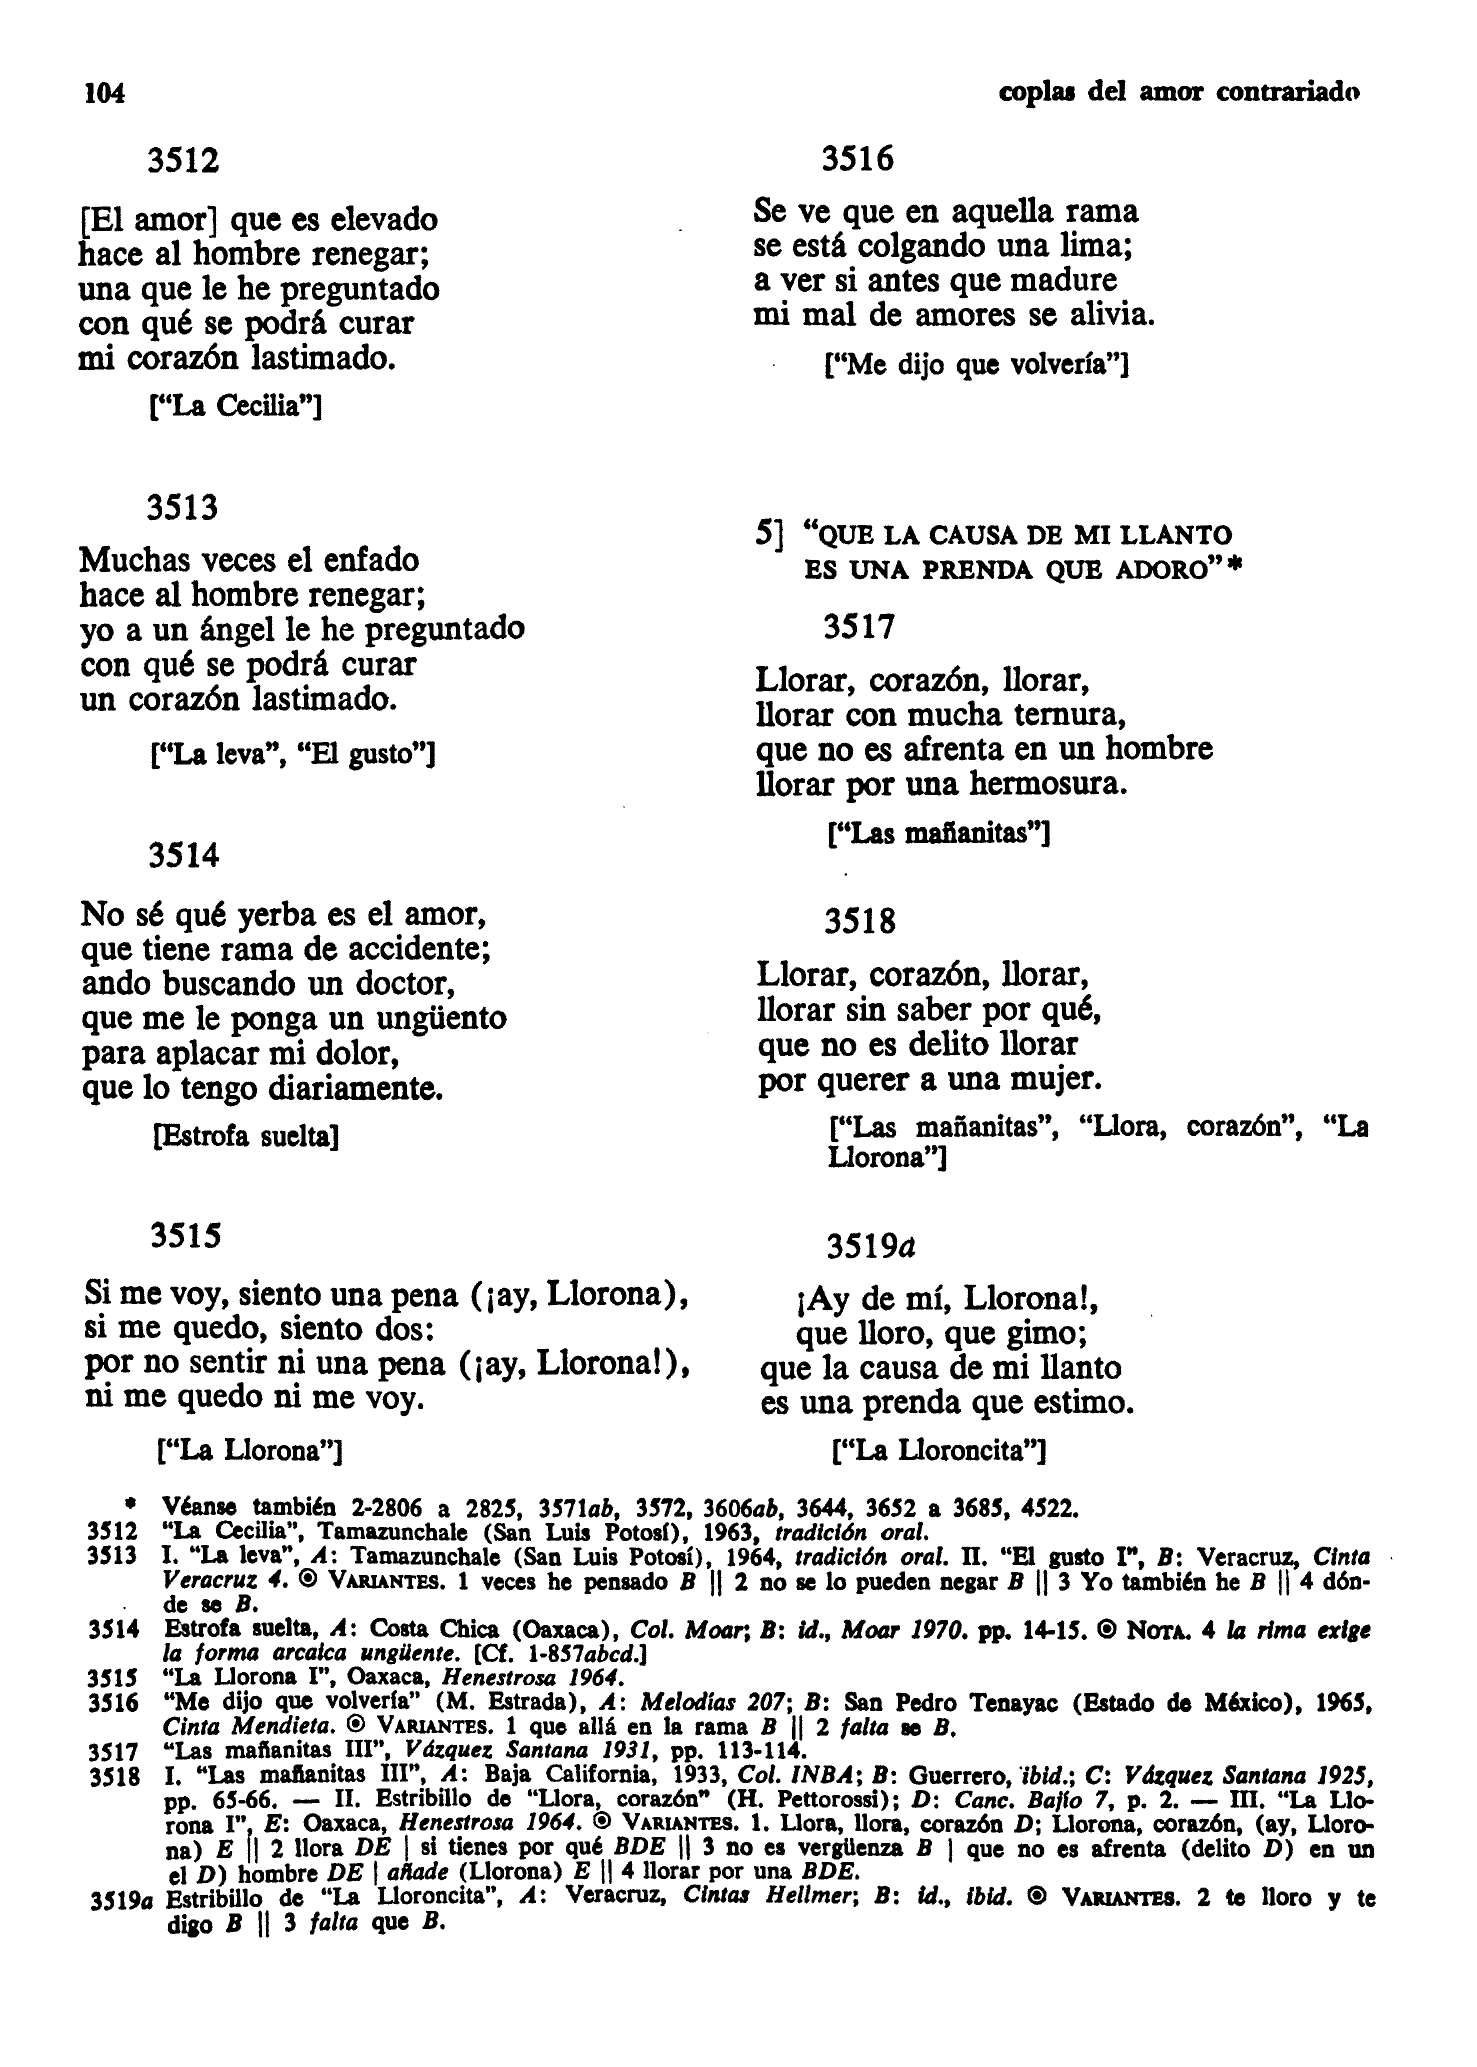 104
coplas del amor contrariado
3512
[El amor] que es elevado
hace al hombre renegar;
una que le he preguntado
con qué se podrá curar
mi corazón lastimado.
[“La Cecilia”]
3513
Muchas veces el enfado
hace al hombre renegar;
yo a un ángel le he preguntado
con qué se podrá curar
un corazón lastimado.
[“La leva”, “El gusto”]
3514
No sé qué yerba es el amor,
que tiene rama de accidente;
ando buscando un doctor,
que me le ponga un ungüento
para aplacar mi dolor,
que lo tengo diariamente.
[Estrofa suelta]
3515
Si me voy, siento una pena (¡ay, Llorona),
si me quedo, siento dos:
por no sentir ni una pena (¡ay, Llorona!),
ni me quedo ni me voy.
[“La Llorona”]
3516
Se ve que en aquella rama
se está colgando una lima;
a ver si antes que madure
mi mal de amores se alivia.
[“Me dijo que volvería”]
5] “QUE LA CAUSA DE MI LLANTO
ES UNA PRENDA QUE ADORO”*
3517
Llorar, corazón, llorar,
llorar con mucha ternura,
que no es afrenta en un hombre
llorar por una hermosura.
[“Las mañanitas”]
3518
Llorar, corazón, llorar,
llorar sin saber por qué,
que no es delito llorar
por querer a una mujer.
[“Las mañanitas”, “Llora, corazón”, “La
Llorona”]
3519a
¡Ay de mí, Llorona!,
que lloro, que gimo;
que la causa de mi llanto
es una prenda que estimo.
[“La Lloroncita”]
* Véanse también 2-2806 a 2825, 3571ab, 3572, 3606ab, 3644, 3652 a 3685, 4522.
3512 “La Cecilia”, Tamazunchale (San Luis Potosí), 1963, tradición oral.
3513 I. “La leva”, A: Tamazunchale (San Luis Potosí), 1964, tradición oral. II. “El gusto I”, B: Veracruz, Cinta
Veracruz 4. ⊙ VARIANTES. 1 veces he pensado B || 2 no se lo pueden negar B || 3 Yo también he B || 4 dón-
de se B.
3514 Estrofa suelta, A: Costa Chica (Oaxaca), Col. Moar; B: id., Moar 1970. pp. 14-15. ⊙ NOTA. 4 la rima exige
la forma arcaica ungüente. [Cf. 1-857abcd.]
3515 “La Llorona I”, Oaxaca, Henestrosa 1964.
3516 “Me dijo que volvería” (M. Estrada), A: Melodías 207; B: San Pedro Tenayac (Estado de México), 1965,
Cinta Mendieta. ⊙ VARIANTES. 1 que allá en la rama B || 2 falta se B.
3517 “Las mañanitas III”, Vázquez Santana 1931, pp. 113-114.
3518 I. “Las mañanitas III”, A: Baja California, 1933, Col. INBA; B: Guerrero, ibid.; C: Vázquez Santana 1925,
pp. 65-66. — II. Estribillo de “Llora, corazón” (H. Pettorossi); D: Canc. Bajío 7, p. 2. — III. “La Llo-
rona I”, E: Oaxaca, Henestrosa 1964. ⊙ VARIANTES. 1. Llora, llora, corazón D; Llorona, corazón, (ay, Lloro-
na) E || 2 llora DE | si tienes por qué BDE || 3 no es vergüenza B | que no es afrenta (delito D) en un
el D) hombre DE | añade (Llorona) E || 4 llorar por una BDE.
3519a Estribillo de “La Lloroncita”, A: Veracruz, Cintas Hellmer; B: id., ibid. ⊙ VARIANTES. 2 te lloro y te
digo B || 3 falta que B.